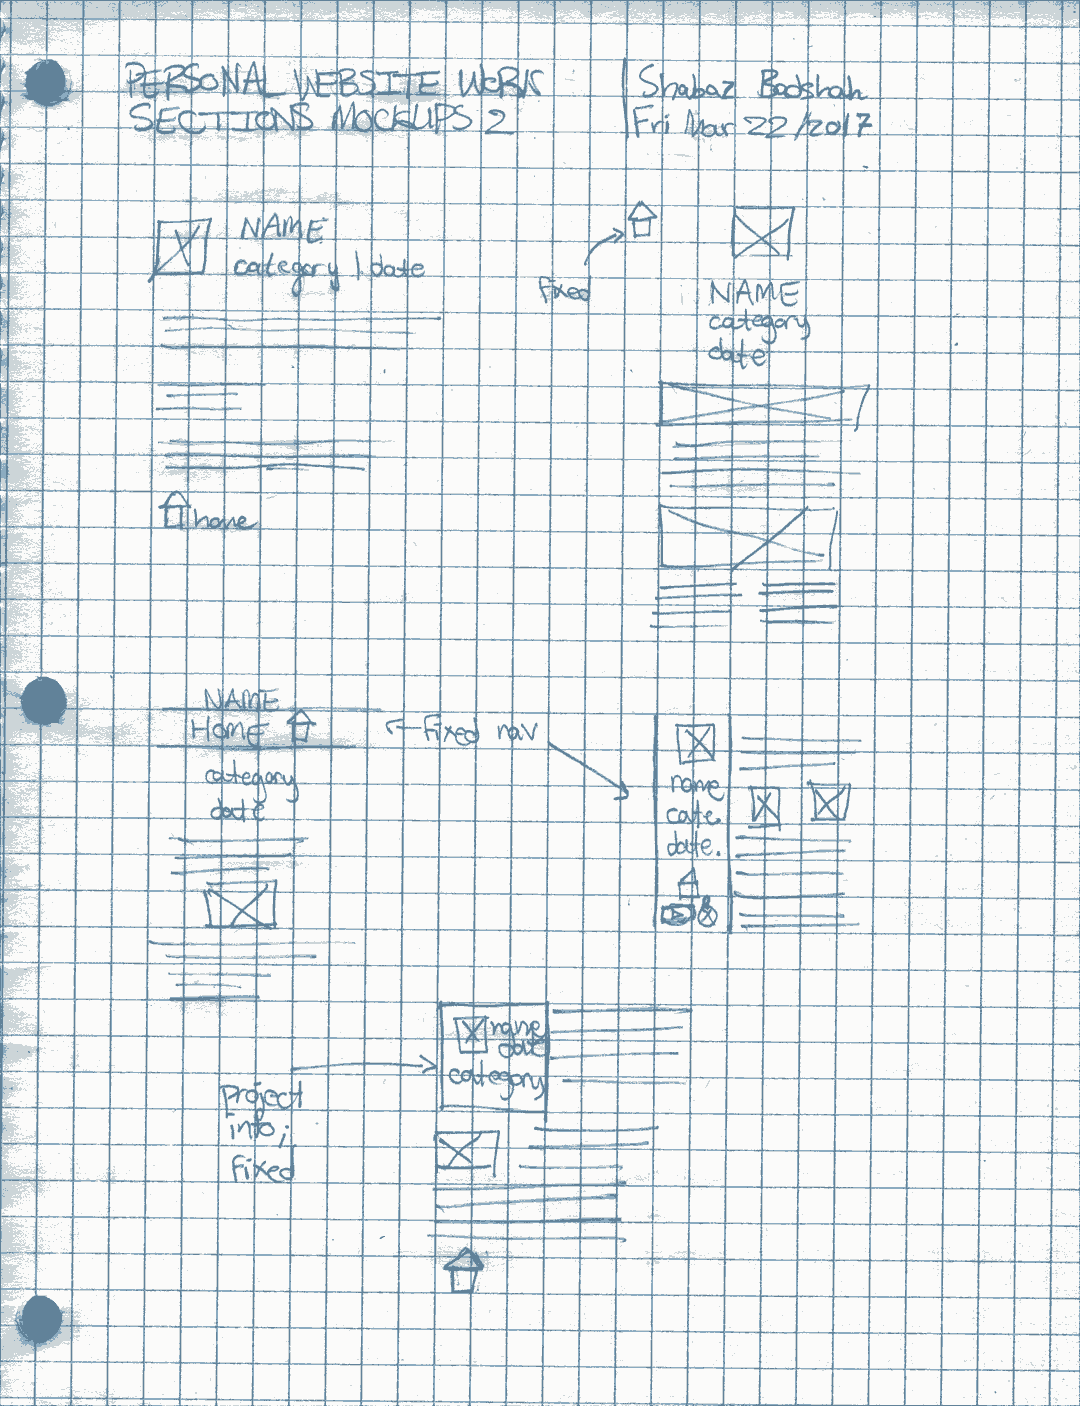 PERSONAL WEBSITE WORK
SECTIONS MOCKUPS 2
Shabaz Badshah
Fri Mar 22/2017
NAME
category | date
home
fixed
NAME
category
date
NAME
HOME
category
date
fixed nav
name
cate.
date.
name
date
category
project
info;
fixed